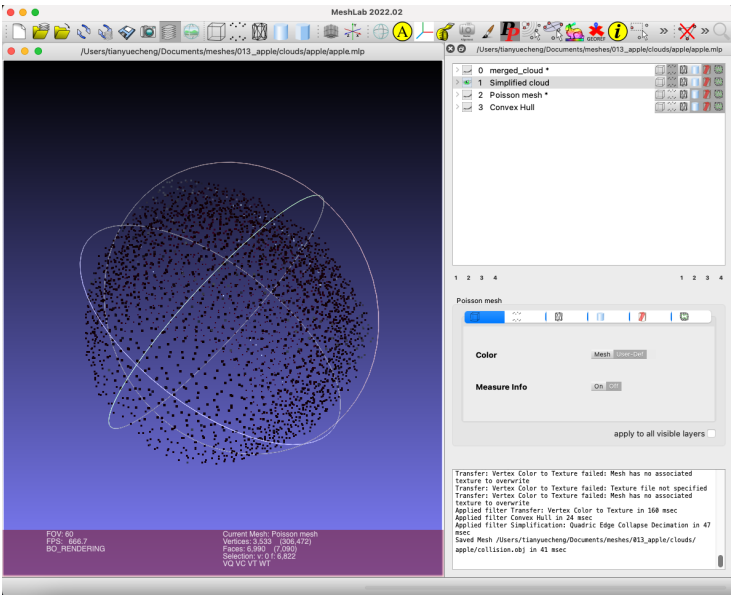 MeshLab 2022.02
A
PP
GEOREF
i
»
»
/Users/tianyuecheng/Documents/meshes/013_apple/clouds/apple/apple.mlp
/Users/tianyuecheng/Documents/meshes/013_apple/clouds/apple/apple.mlp
0 merged_cloud *
1 Simplified cloud
2 Poisson mesh *
3 Convex Hull
1 2 3 4
1 2 3 4
Poisson mesh
Color
Mesh User-Def
Measure Info
On Off
apply to all visible layers
Transfer: Vertex Color to Texture failed: Mesh has no associated
texture to overwrite
Transfer: Vertex Color to Texture failed: Texture file not specified
Transfer: Vertex Color to Texture failed: Mesh has no associated
texture to overwrite
Applied filter Transfer: Vertex Color to Texture in 160 msec
Applied filter Convex Hull in 24 msec
Applied filter Simplification: Quadric Edge Collapse Decimation in 47
msec
Saved Mesh /Users/tianyuecheng/Documents/meshes/013_apple/clouds/
apple/collision.obj in 41 msec
FOV: 60
FPS: 666.7
BO_RENDERING
Current Mesh: Poisson mesh
Vertices: 3,533 (306,472)
Faces: 6,990 (7,090)
Selection: v: 0 f: 6,822
VQ VC VT WT